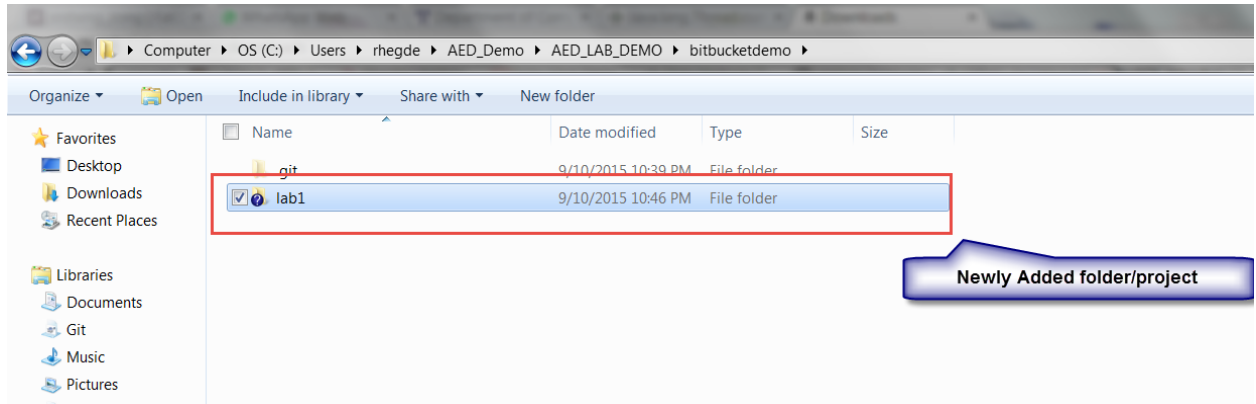 Computer ▸ OS (C:) ▸ Users ▸ rhegde ▸ AED_Demo ▸ AED_LAB_DEMO ▸ bitbucketdemo ▸
Organize ▾ Open Include in library ▾ Share with ▾ New folder
Favorites
Desktop
Downloads
Recent Places
Libraries
Documents
Git
Music
Pictures
Name Date modified Type Size
git 9/10/2015 10:39 PM File folder
lab1 9/10/2015 10:46 PM File folder
Newly Added folder/project